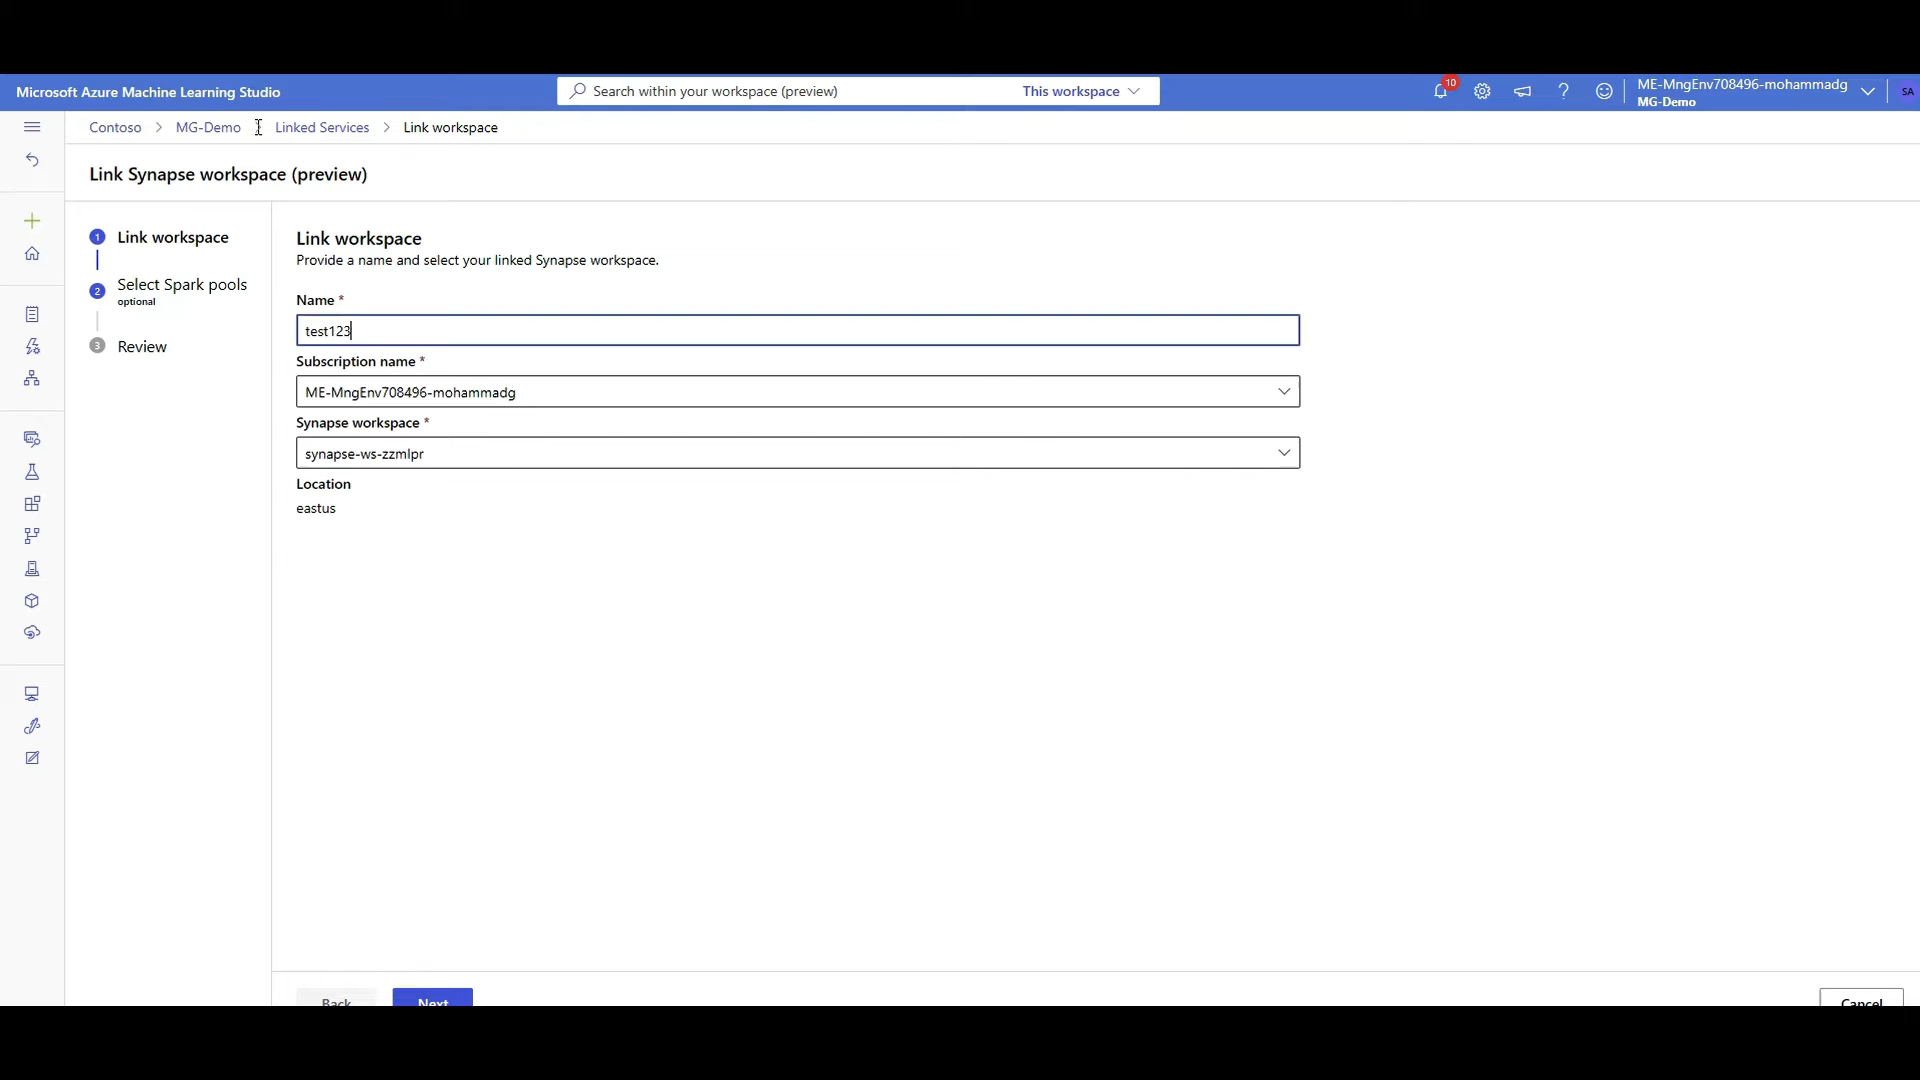 Microsoft Azure Machine Learning Studio
Search within your workspace (preview)
This workspace
10
ME-MngEnv708496-mohammadg
MG-Demo
SA
Contoso > MG-Demo > Linked Services > Link workspace
Link Synapse workspace (preview)
1 Link workspace
2 Select Spark pools
optional
3 Review
Link workspace
Provide a name and select your linked Synapse workspace.
Name *
test123
Subscription name *
ME-MngEnv708496-mohammadg
Synapse workspace *
synapse-ws-zzmlpr
Location
eastus
Back
Next
Cancel